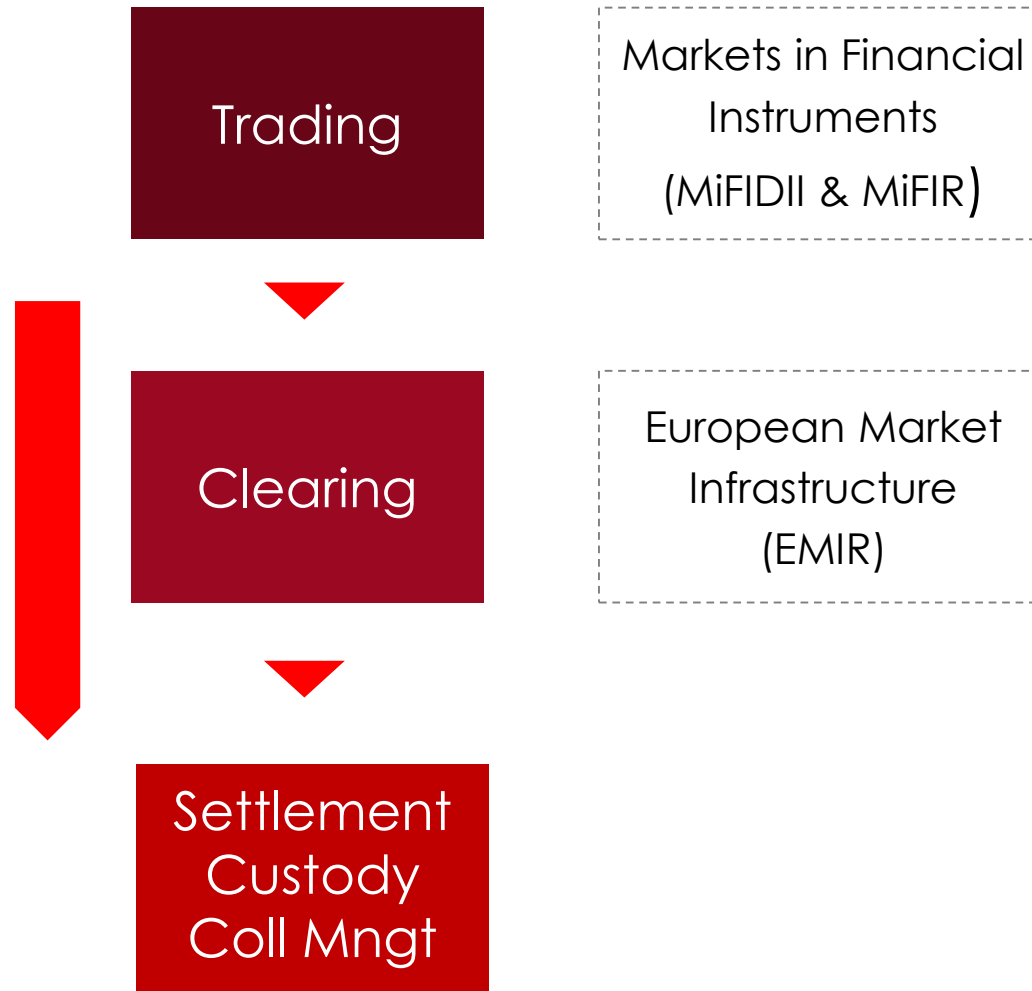 Trading
Markets in Financial
Instruments
(MiFIDII & MiFIR)
Clearing
European Market
Infrastructure
(EMIR)
Settlement
Custody
Coll Mngt